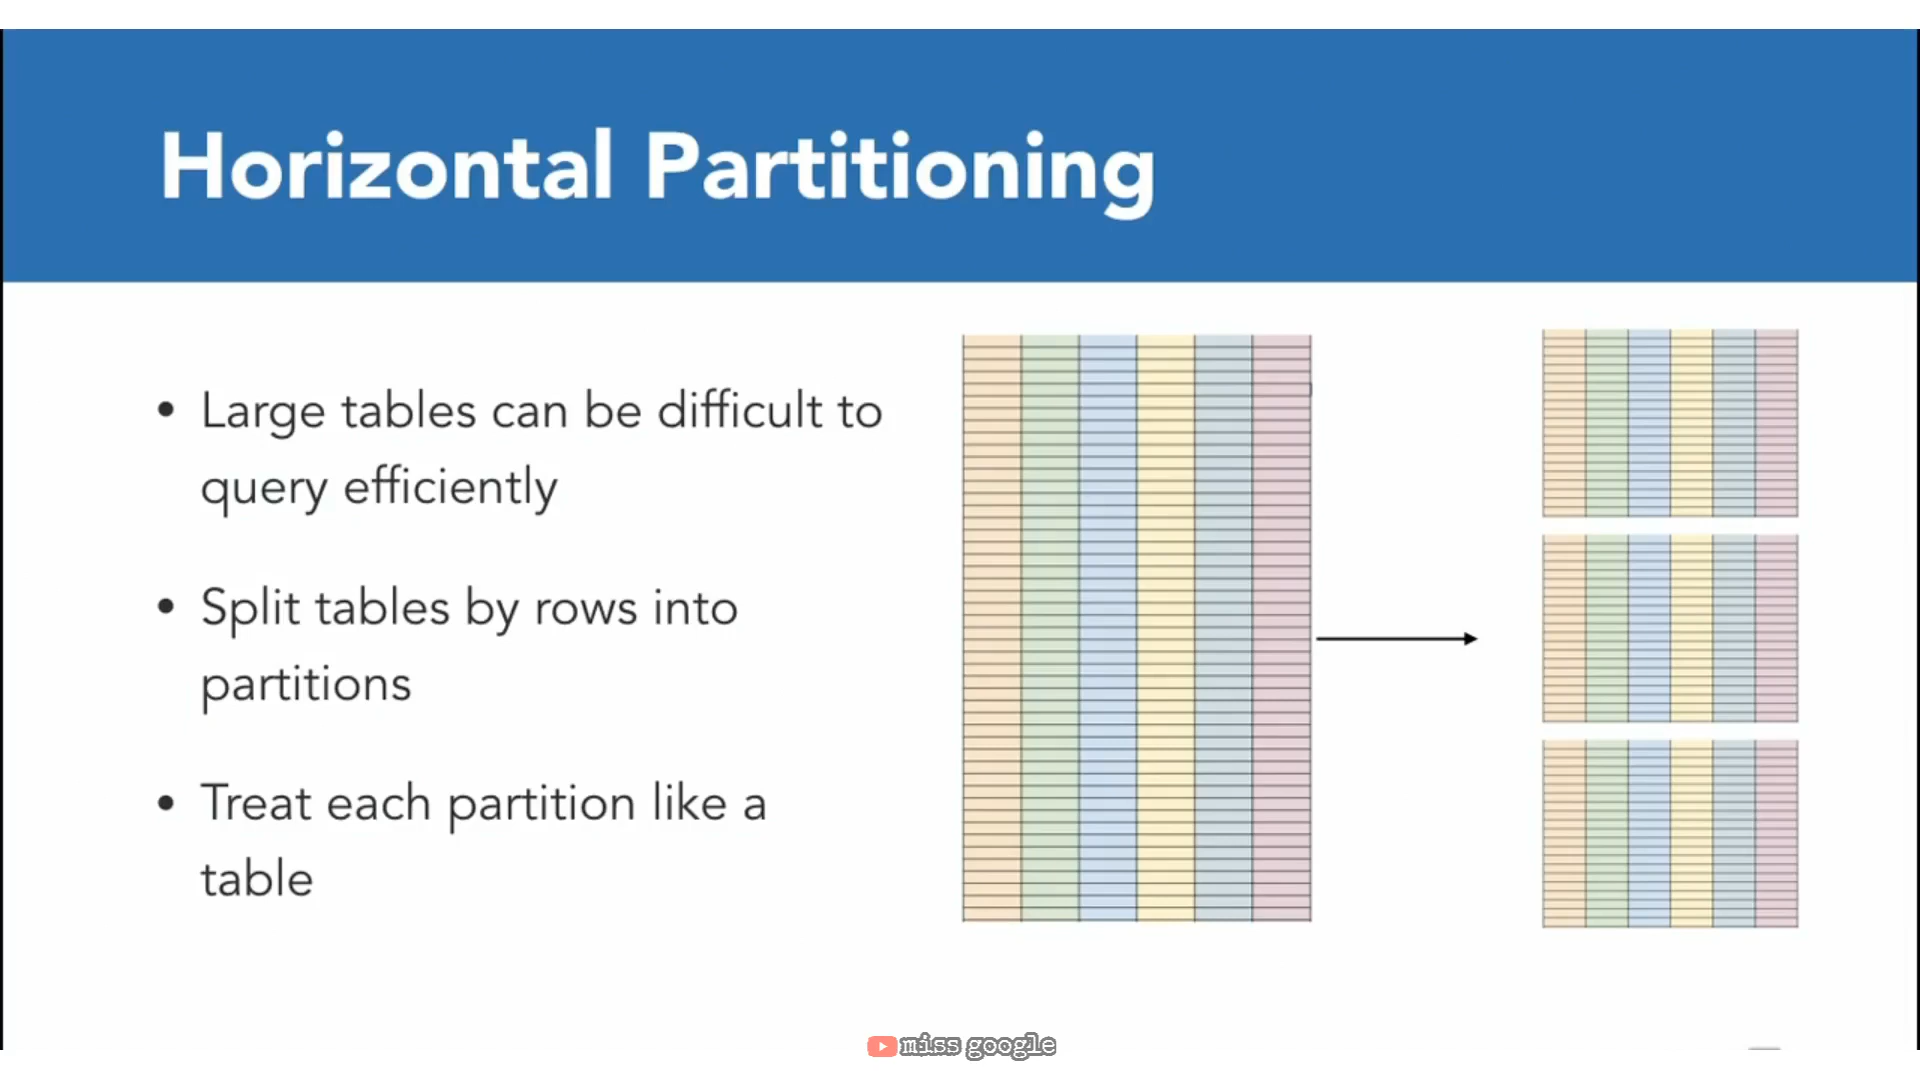 Horizontal Partitioning
• Large tables can be difficult to
query efficiently
• Split tables by rows into
partitions
• Treat each partition like a
table
miss google